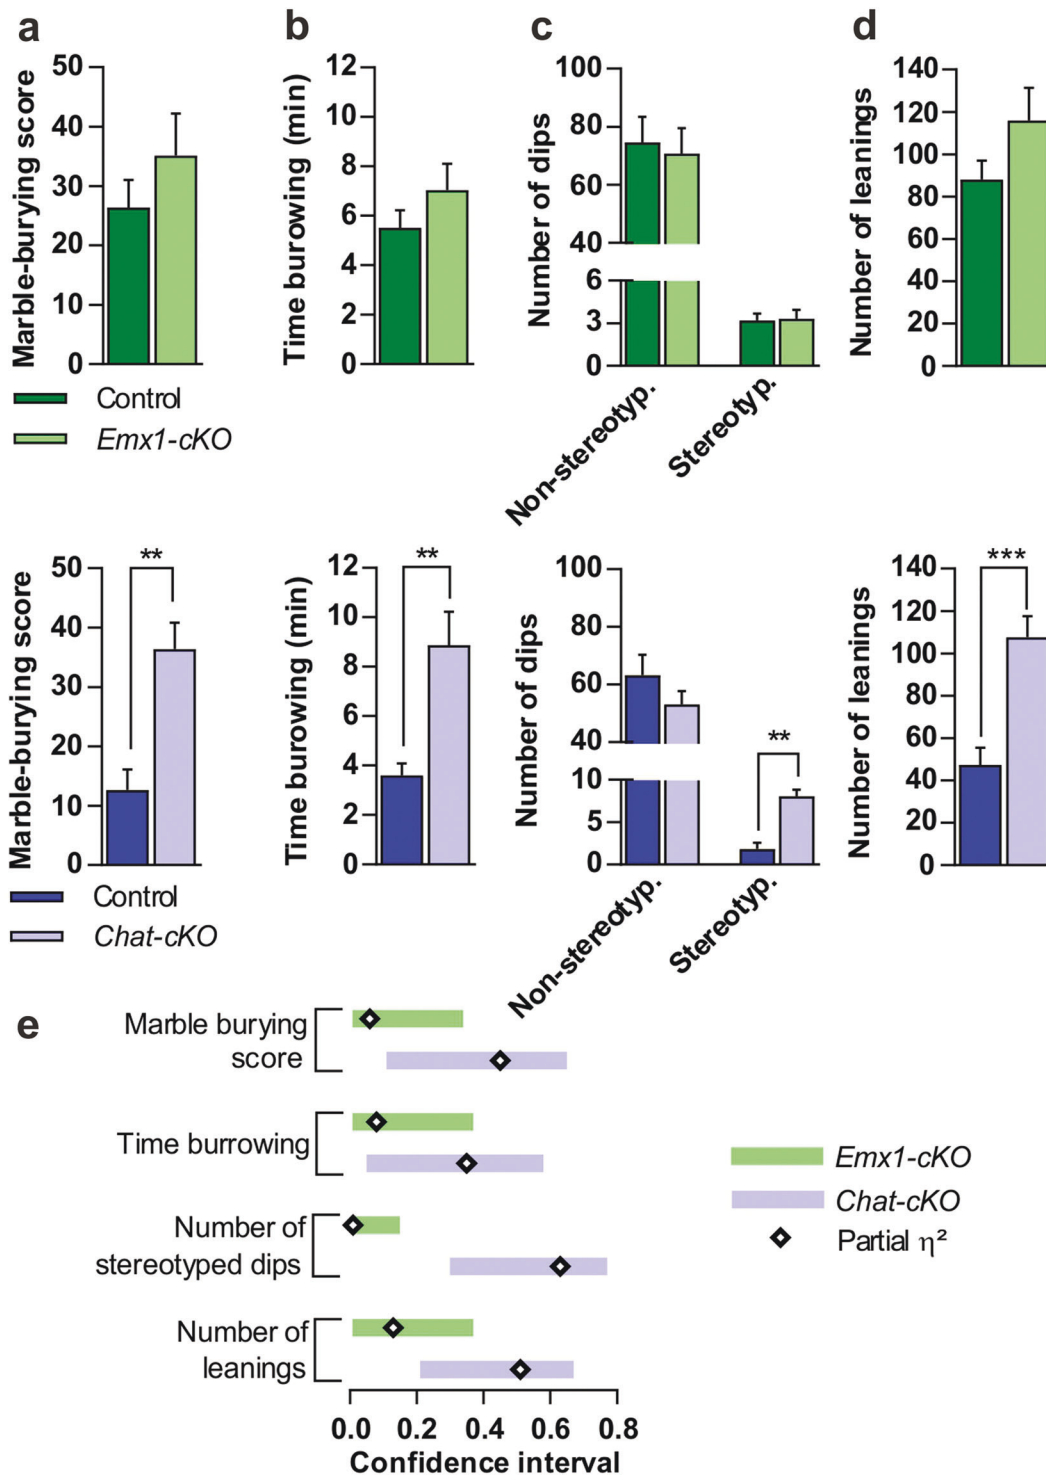 a
b
c
d
Marble-burying score
50
40
30
20
10
0
Time burowing (min)
12
10
8
6
4
2
0
Number of dips
100
80
60
40
6
3
0
Non-stereotyp.
Stereotyp.
Number of leanings
140
120
100
80
60
40
20
0
Control
Emx1-cKO
Marble-burying score
50
40
30
20
10
0
**
Time burowing (min)
12
10
8
6
4
2
0
**
Number of dips
100
80
60
40
10
5
0
**
Non-stereotyp.
Stereotyp.
Number of leanings
140
120
100
80
60
40
20
0
***
Control
Chat-cKO
e
Marble burying
score
Time burrowing
Number of
stereotyped dips
Number of
leanings
0.0 0.2 0.4 0.6 0.8
Confidence interval
Emx1-cKO
Chat-cKO
Partial η²